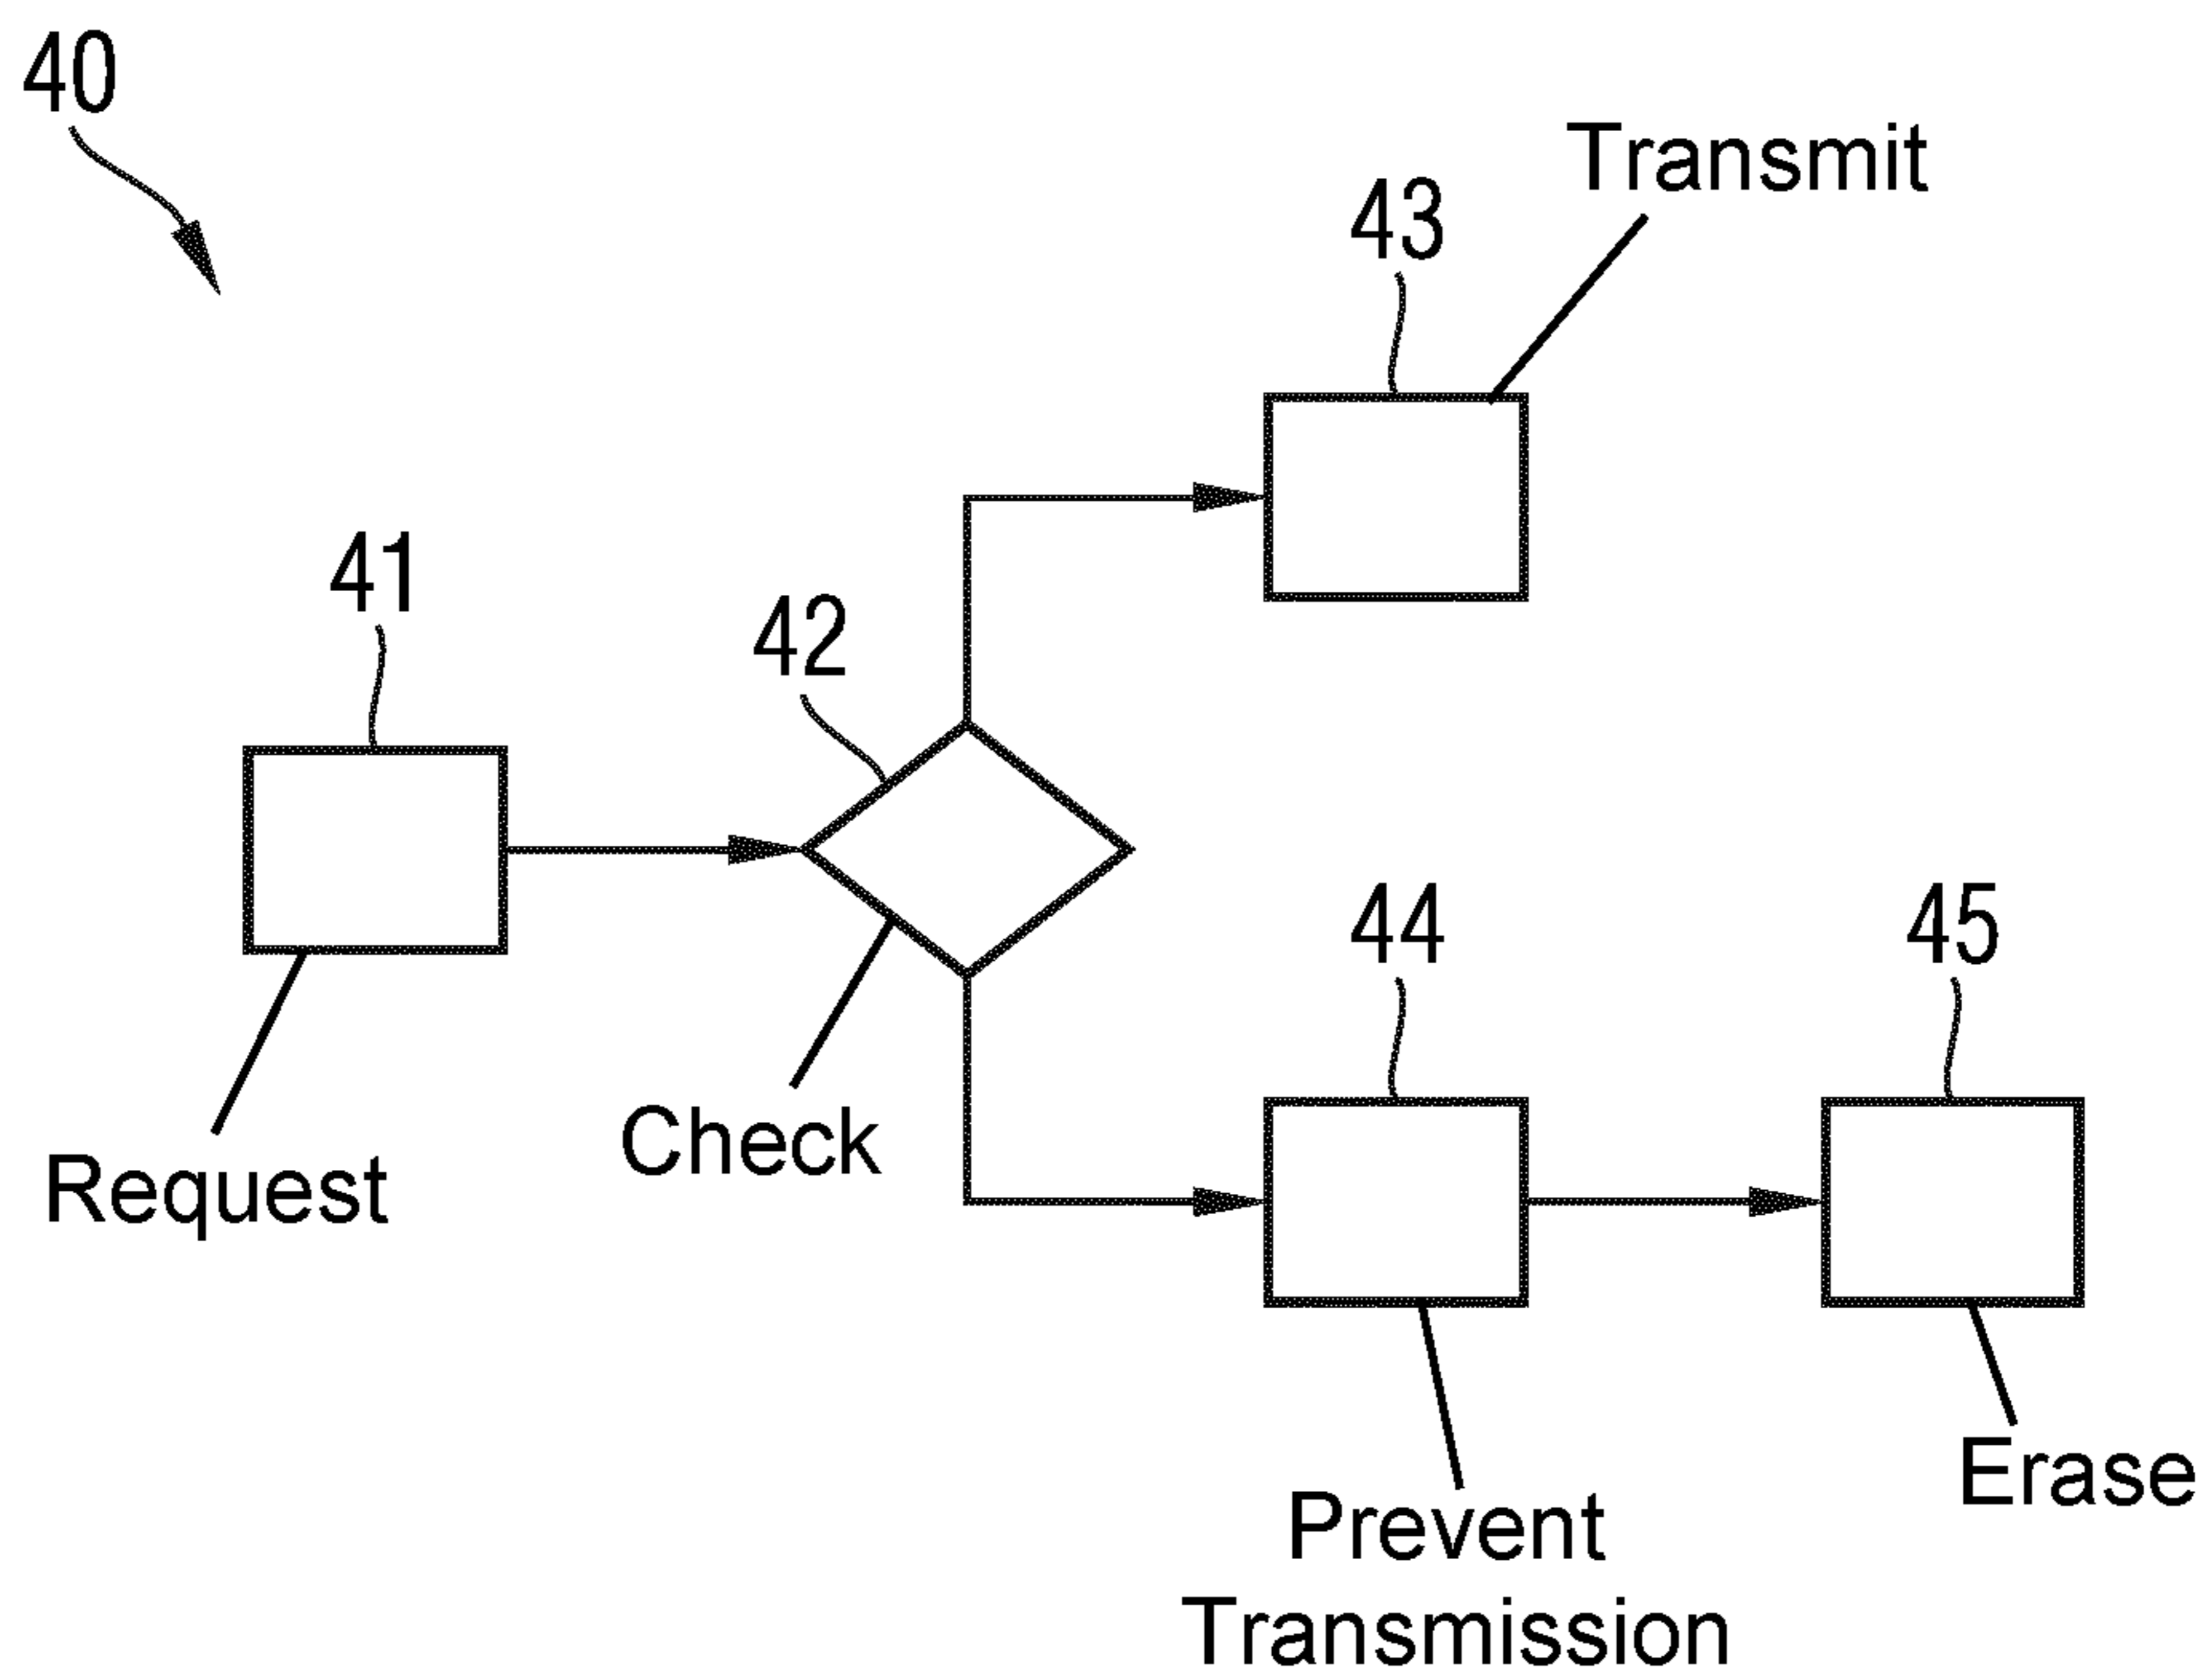 40
Transmit
43
41
42
44
45
Check
Request
Erase
Prevent
Transmission